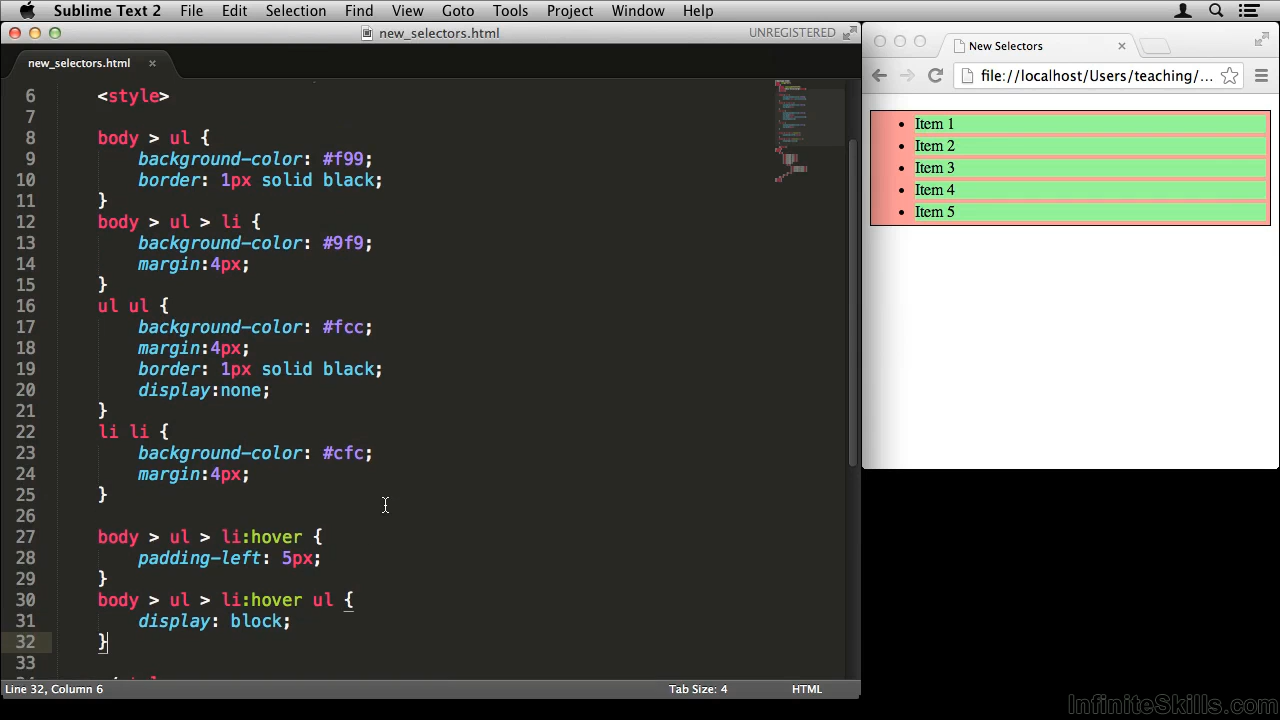 Sublime Text 2 File Edit Selection Find View Goto Tools Project Window Help
new_selectors.html UNREGISTERED
new_selectors.html ×
6 <style>
7
8 body > ul {
9 background-color: #f99;
10 border: 1px solid black;
11 }
12 body > ul > li {
13 background-color: #9f9;
14 margin:4px;
15 }
16 ul ul {
17 background-color: #fcc;
18 margin:4px;
19 border: 1px solid black;
20 display:none;
21 }
22 li li {
23 background-color: #cfc;
24 margin:4px;
25 }
26
27 body > ul > li:hover {
28 padding-left: 5px;
29 }
30 body > ul > li:hover ul {
31 display: block;
32 }
33
Line 32, Column 6 Tab Size: 4 HTML
New Selectors ×
file://localhost/Users/teaching/...
• Item 1
• Item 2
• Item 3
• Item 4
• Item 5
InfiniteSkills.com